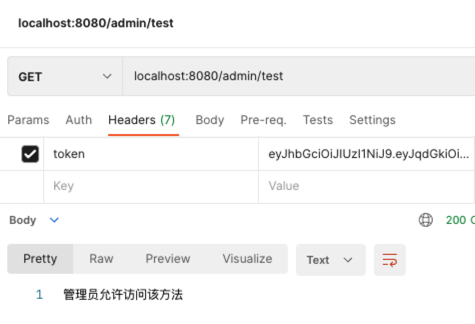 localhost:8080/admin/test
GET localhost:8080/admin/test
Params Auth Headers (7) Body Pre-req. Tests Settings
token eyJhbGciOiJIUzI1NiJ9.eyJqdGkiOi...
Key Value
Body 200
Pretty Raw Preview Visualize Text
1 管理员允许访问该方法